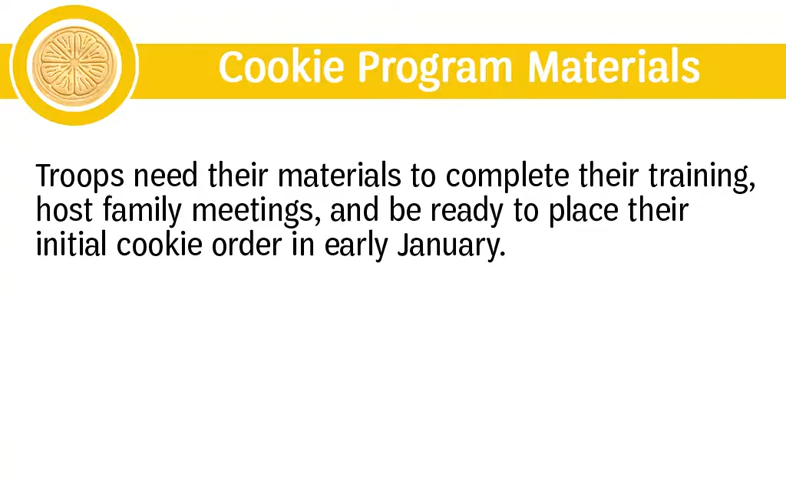 Cookie Program Materials
Troops need their materials to complete their training,
host family meetings, and be ready to place their
initial cookie order in early January.